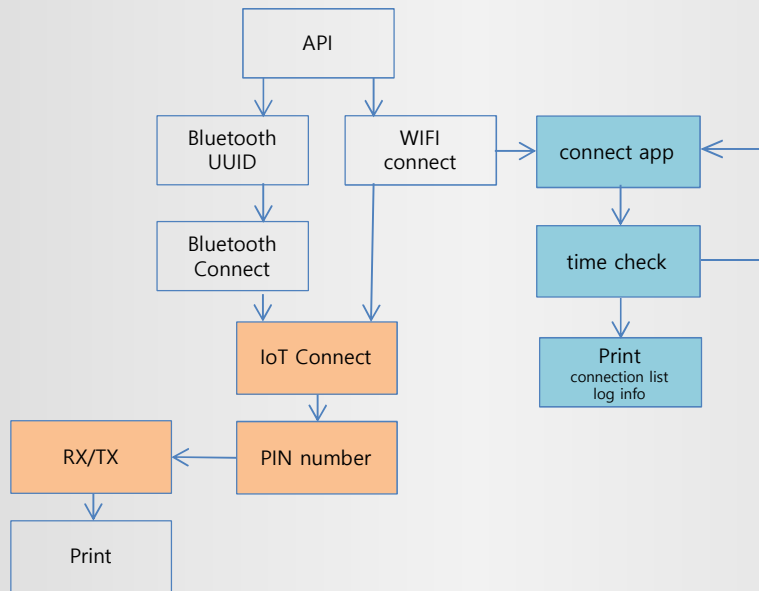 API
Bluetooth
UUID
WIFI
connect
connect app
Bluetooth
Connect
time check
IoT Connect
Print
connection list
log info
RX/TX
PIN number
Print